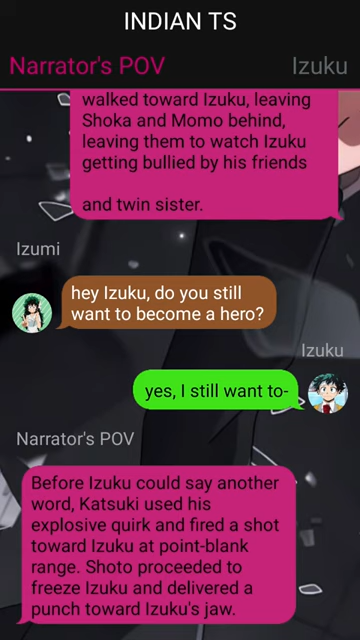 INDIAN TS
Narrator's POV Izuku
walked toward Izuku, leaving
Shoka and Momo behind,
leaving them to watch Izuku
getting bullied by his friends
and twin sister.
Izumi
hey Izuku, do you still
want to become a hero?
Izuku
yes, I still want to-
Narrator's POV
Before Izuku could say another
word, Katsuki used his
explosive quirk and fired a shot
toward Izuku at point-blank
range. Shoto proceeded to
freeze Izuku and delivered a
punch toward Izuku's jaw.